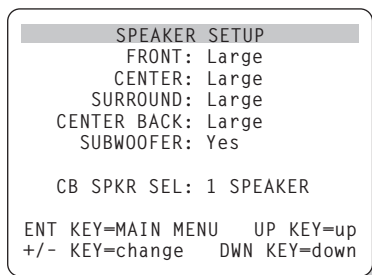 SPEAKER SETUP
FRONT: Large
CENTER: Large
SURROUND: Large
CENTER BACK: Large
SUBWOOFER: Yes
CB SPKR SEL: 1 SPEAKER
ENT KEY=MAIN MENU UP KEY=up
+/- KEY=change DWN KEY=down